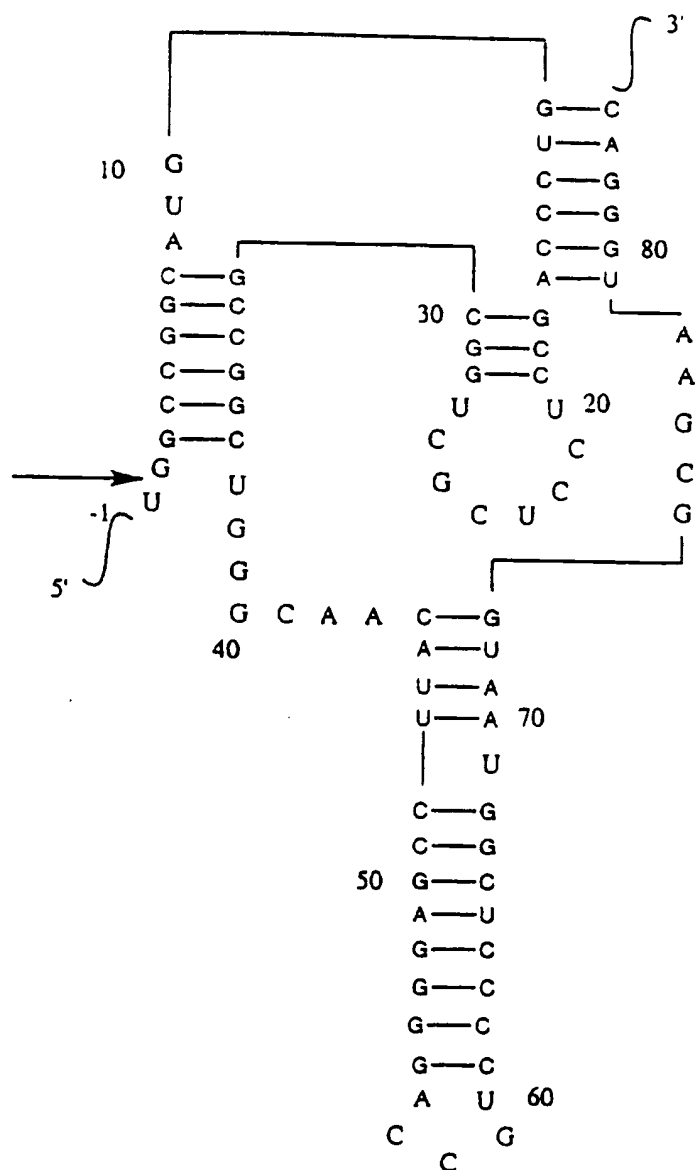 3'
G C
U A
10 G C G
U C G
A C G 80
C G A U
G C 30 C G
G C G C A
C G G C A
C G U U 20
G C C C G
G U G C C
-1 U C U G
G
5' G
G C A A C G
40 A U
U A
U A 70
U
C G
C G
50 G C
A U
G C
G C
G C
G C
A U 60
C G
C